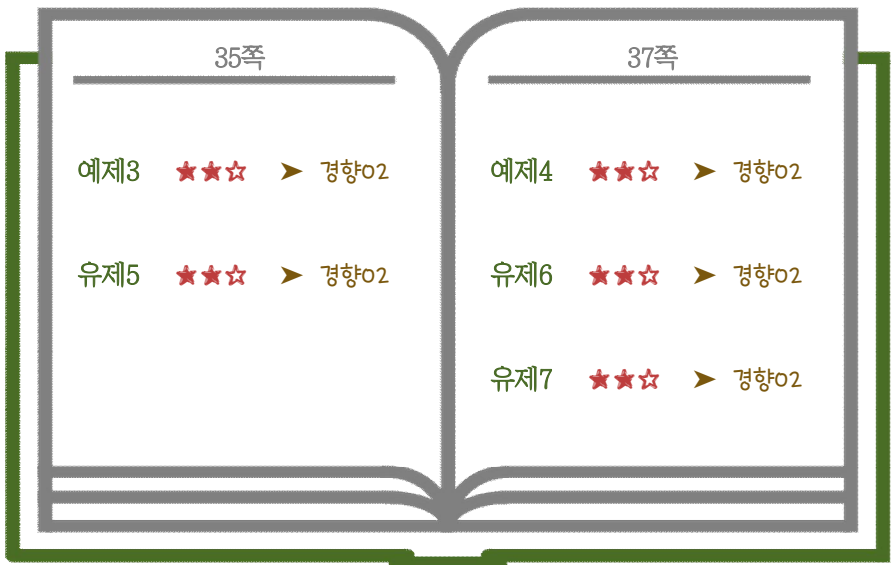 35쪽
예제3 ★★☆ ➤ 경향02
유제5 ★★☆ ➤ 경향02
37쪽
예제4 ★★☆ ➤ 경향02
유제6 ★★☆ ➤ 경향02
유제7 ★★☆ ➤ 경향02